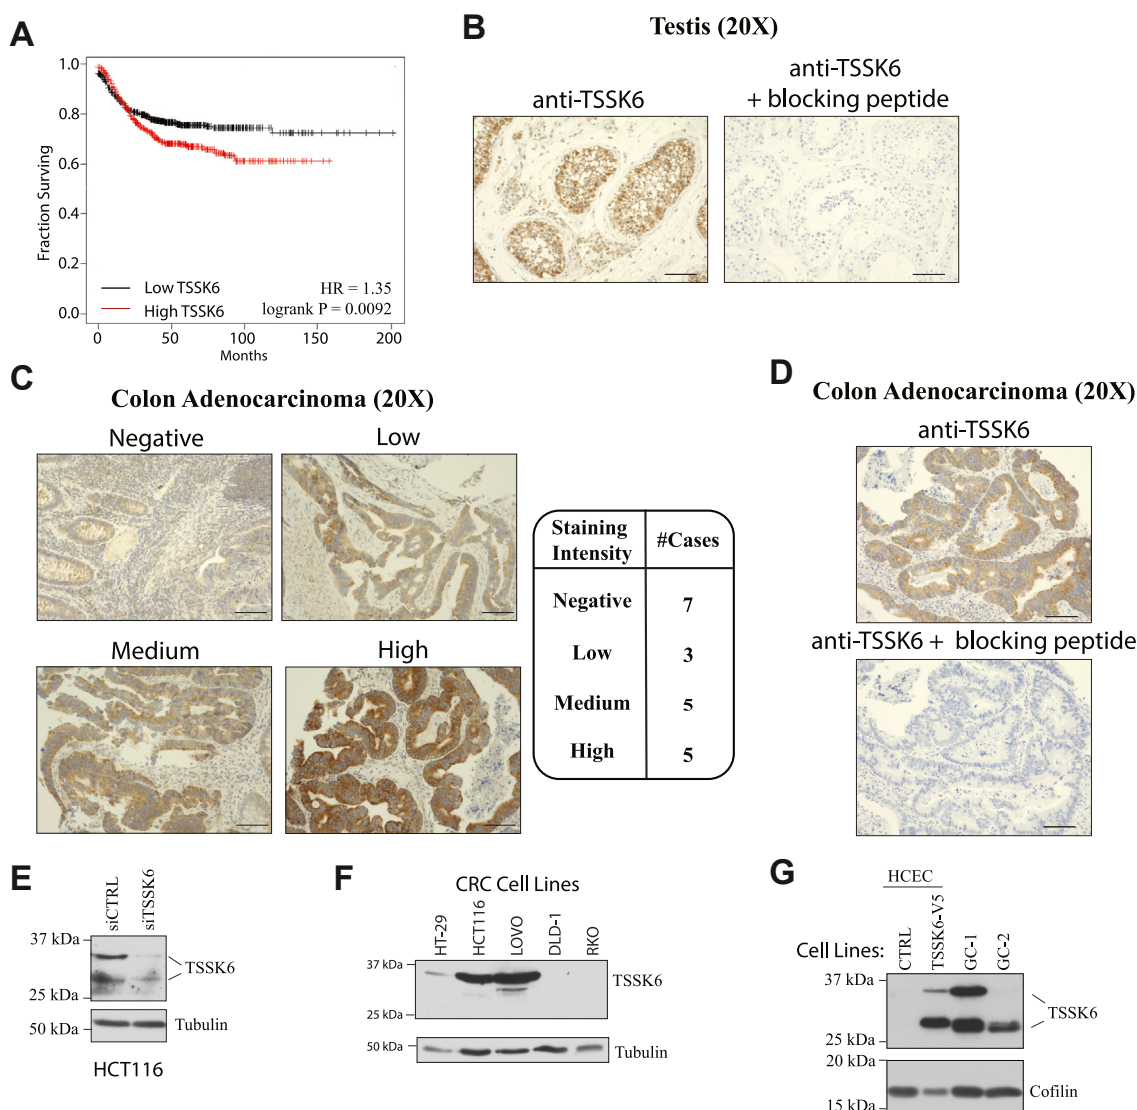 A
1.0
0.8
0.6
0.4
0.2
0.0
Fraction Surviving
Low TSSK6
High TSSK6
HR = 1.35
logrank P = 0.0092
0
50
100
150
200
Months
B
Testis (20X)
anti-TSSK6
anti-TSSK6
+ blocking peptide
C
Colon Adenocarcinoma (20X)
Negative
Low
Medium
High
Staining Intensity
#Cases
Negative 7
Low 3
Medium 5
High 5
D
Colon Adenocarcinoma (20X)
anti-TSSK6
anti-TSSK6 + blocking peptide
E
siCTRL
siTSSK6
37 kDa
25 kDa
TSSK6
50 kDa
Tubulin
HCT116
F
CRC Cell Lines
HT-29
HCT116
LOVO
DLD-1
RKO
37 kDa
25 kDa
TSSK6
50 kDa
Tubulin
G
HCEC
Cell Lines:
CTRL
TSSK6-V5
GC-1
GC-2
37 kDa
25 kDa
TSSK6
20 kDa
15 kDa
Cofilin